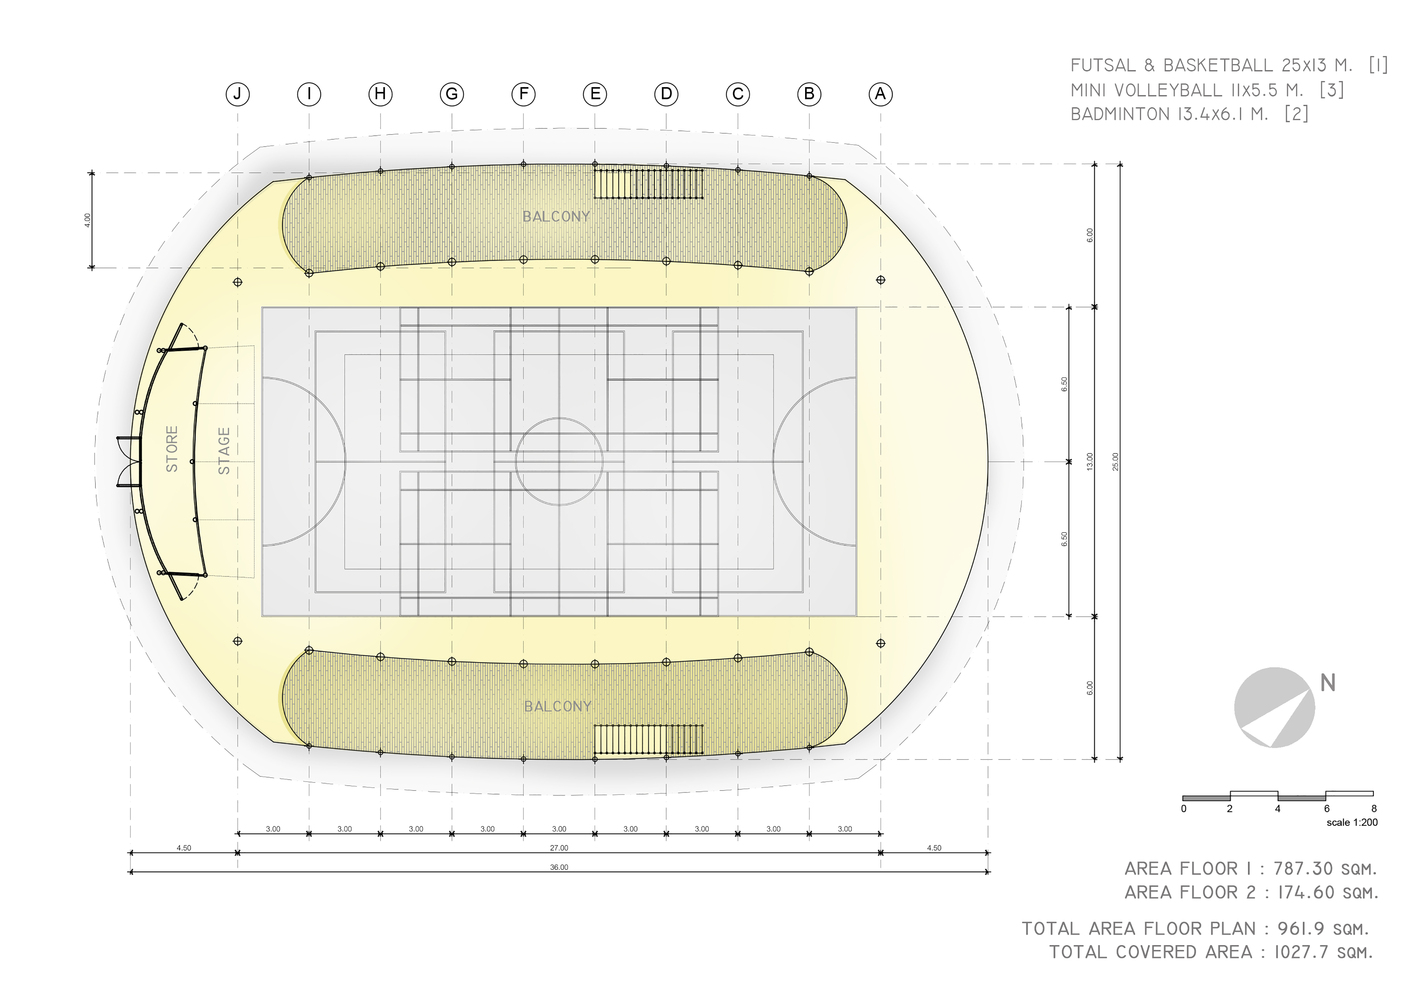 FUTSAL & BASKETBALL 25x13 M. [1]
MINI VOLLEYBALL 11x5.5 M. [3]
BADMINTON 13.4x6.1 M. [2]
J I H G F E D C B A
BALCONY
4.00
6.00
6.50
13.00
25.00
STORE
STAGE
6.50
BALCONY
6.00
N
0 2 4 6 8
scale 1:200
3.00 3.00 3.00 3.00 3.00 3.00 3.00 3.00 3.00
4.50 27.00 4.50
36.00
AREA FLOOR 1 : 787.30 SQM.
AREA FLOOR 2 : 174.60 SQM.
TOTAL AREA FLOOR PLAN : 961.9 SQM.
TOTAL COVERED AREA : 1027.7 SQM.